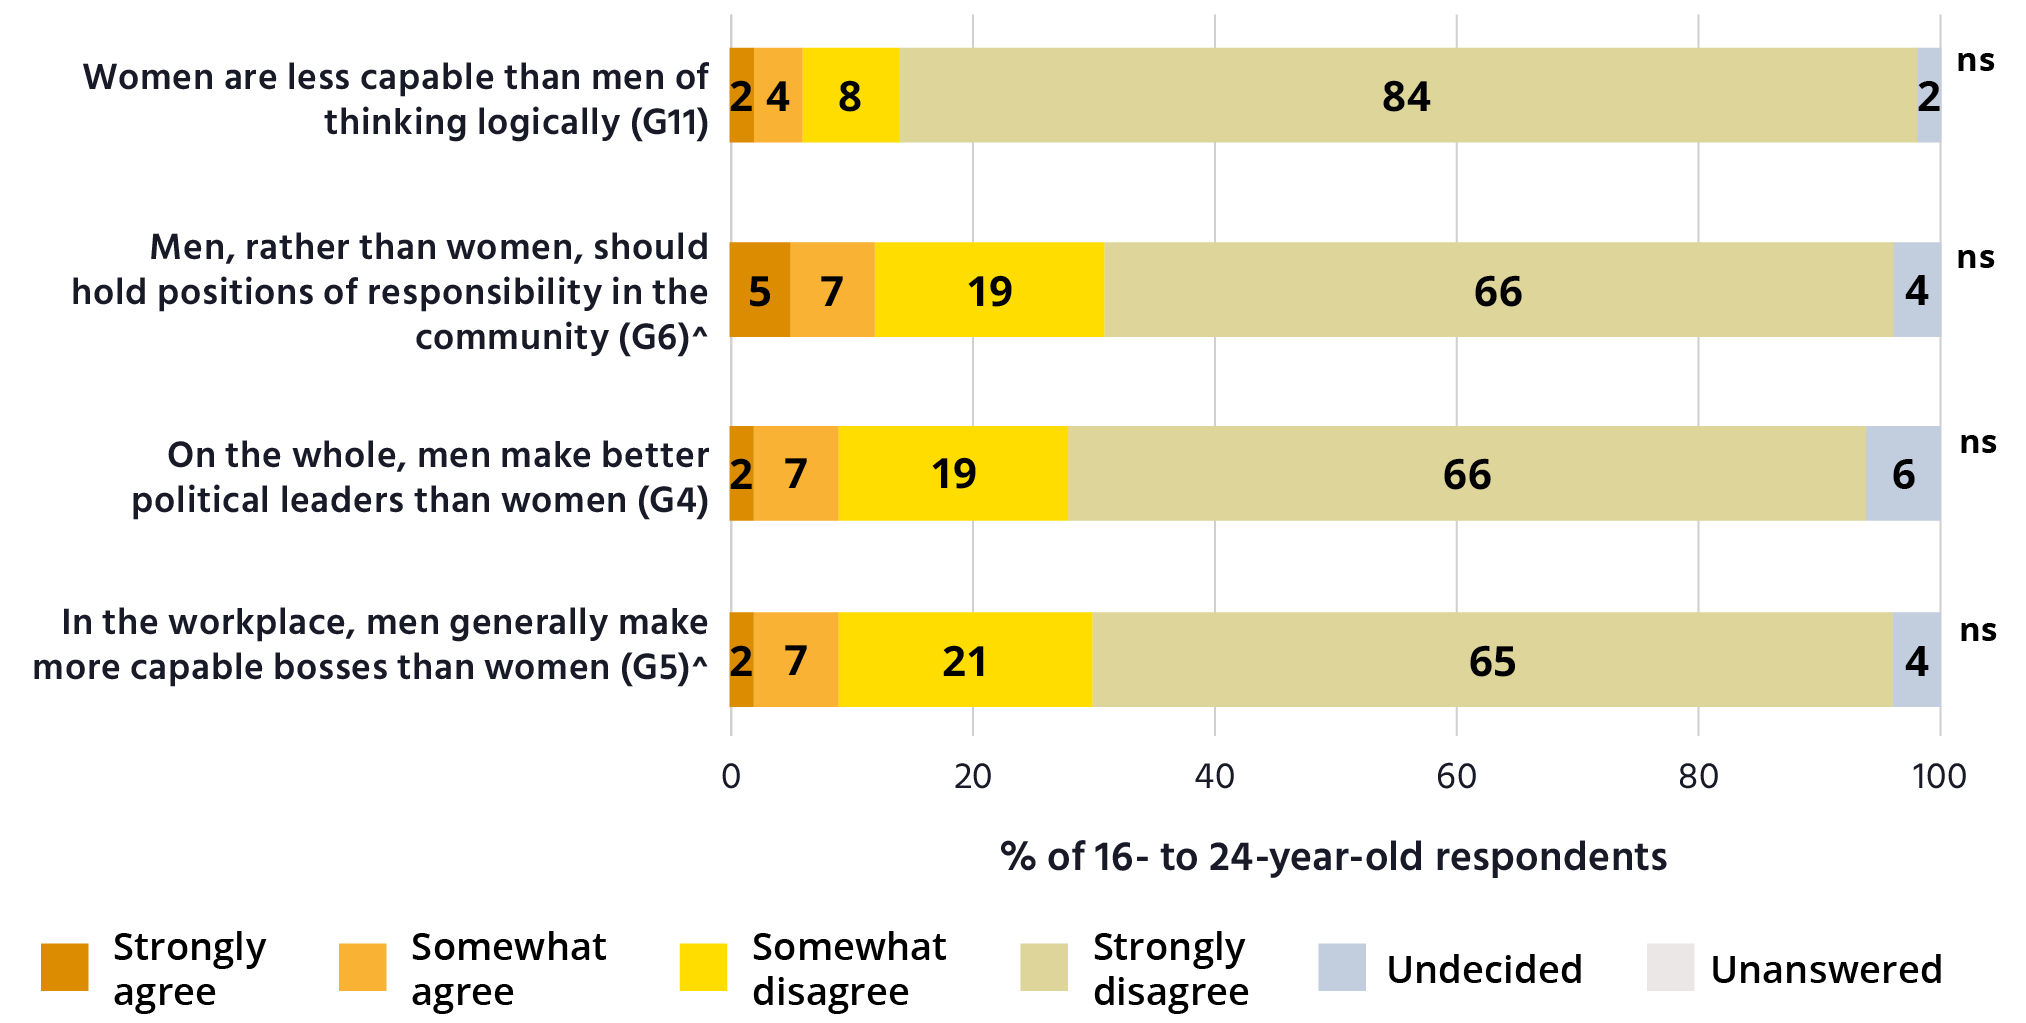 Women are less capable than men of
thinking logically (G11)
2 4 8 84 2 ns
Men, rather than women, should
hold positions of responsibility in the
community (G6)^
5 7 19 66 4 ns
On the whole, men make better
political leaders than women (G4)
2 7 19 66 6 ns
In the workplace, men generally make
more capable bosses than women (G5)^
2 7 21 65 4 ns
0 20 40 60 80 100
% of 16- to 24-year-old respondents
Strongly
agree
Somewhat
agree
Somewhat
disagree
Strongly
disagree
Undecided
Unanswered